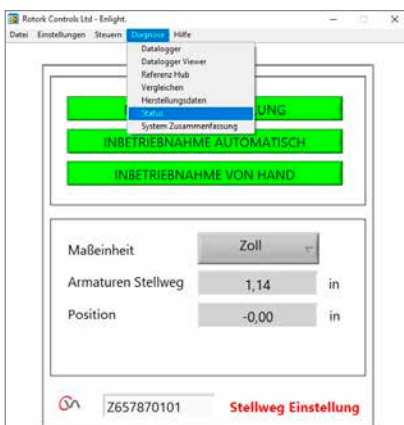 Rotork Controls Ltd - Enlight.
Datei Einstellungen Steuern Diagnose Hilfe
Datalogger
Datalogger Viewer
Referenz Hub
Vergleichen
Herstellungsdaten
Status
System Zusammenfassung
UNG
INBETRIEBNAHME AUTOMATISCH
INBETRIEBNAHME VON HAND
Maßeinheit Zoll
Armaturen Stellweg 1,14 in
Position -0,00 in
Z657870101 Stellweg Einstellung